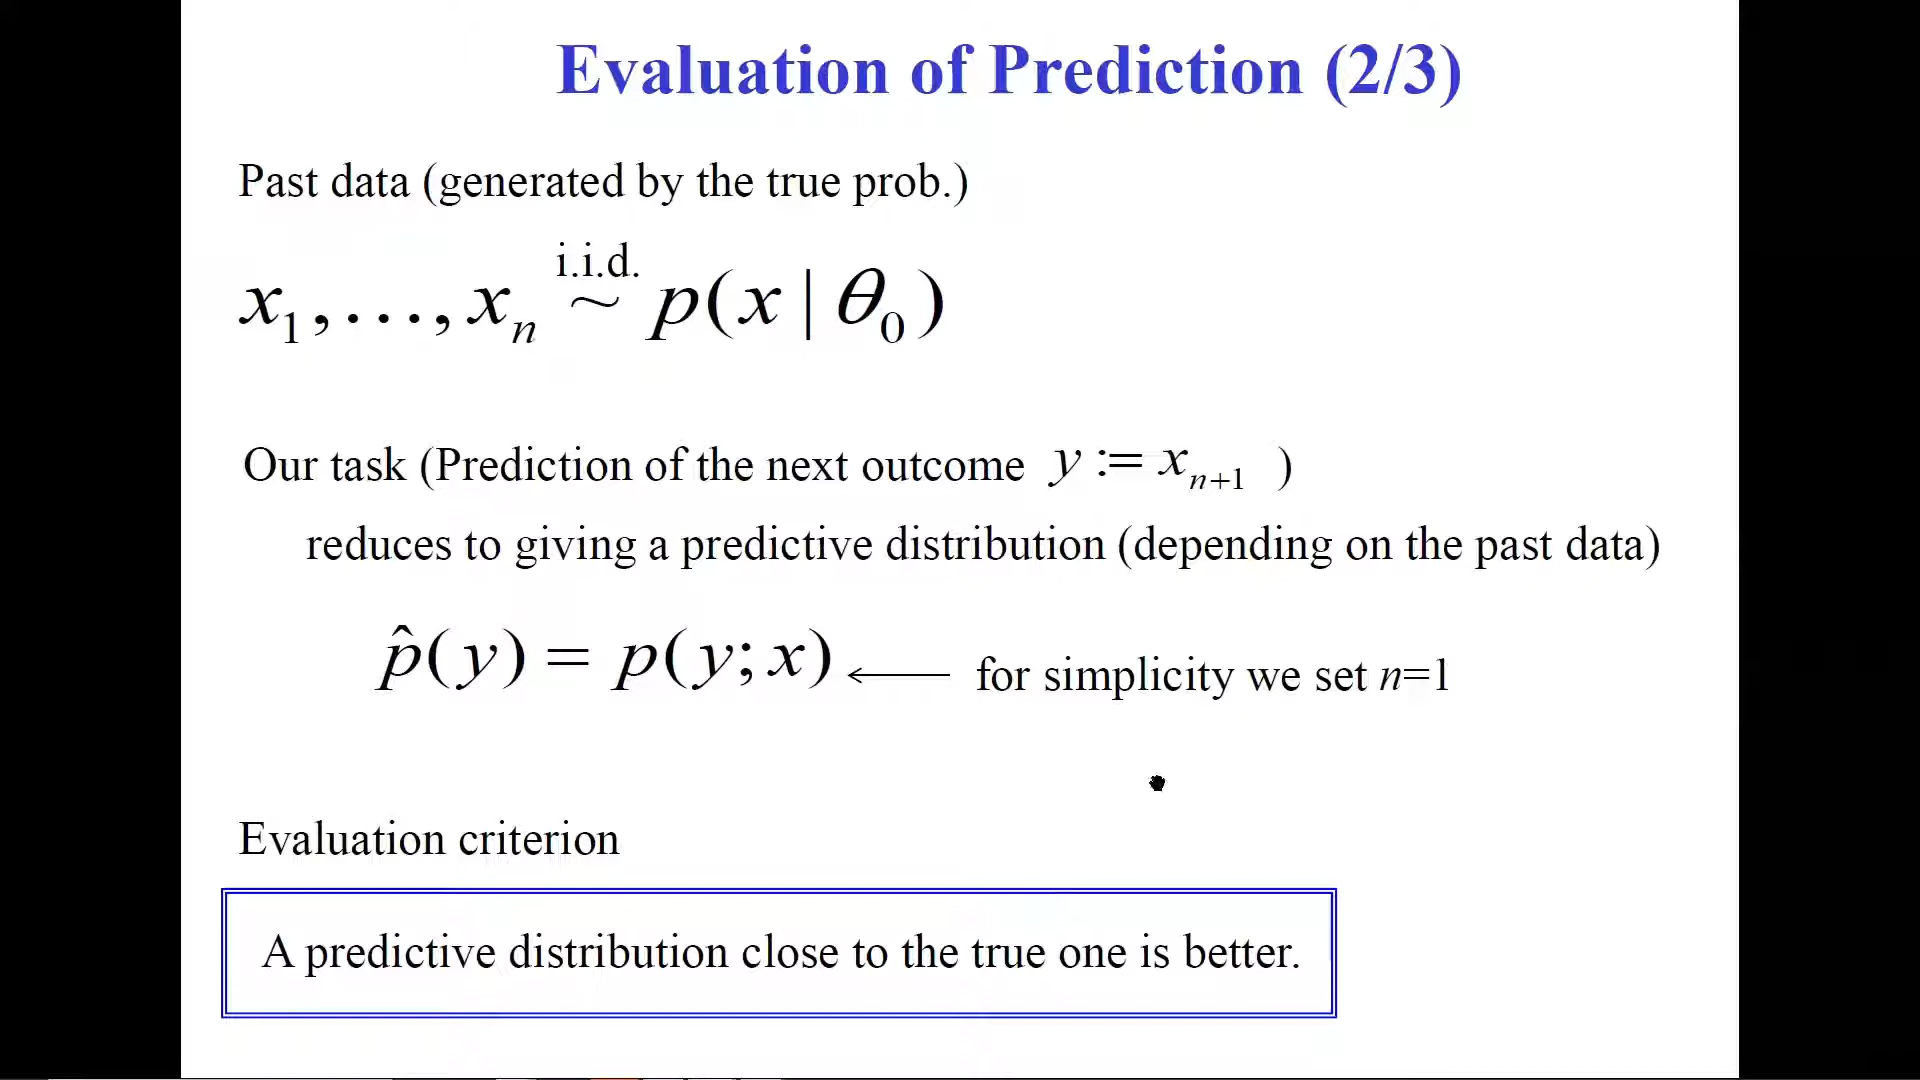 Evaluation of Prediction (2/3)
Past data (generated by the true prob.)
x₁,…,xₙ i.i.d. ~ p(x | θ₀)
Our task (Prediction of the next outcome y := xₙ₊₁ )
reduces to giving a predictive distribution (depending on the past data)
p̂(y) = p(y; x) ← for simplicity we set n=1
Evaluation criterion
A predictive distribution close to the true one is better.